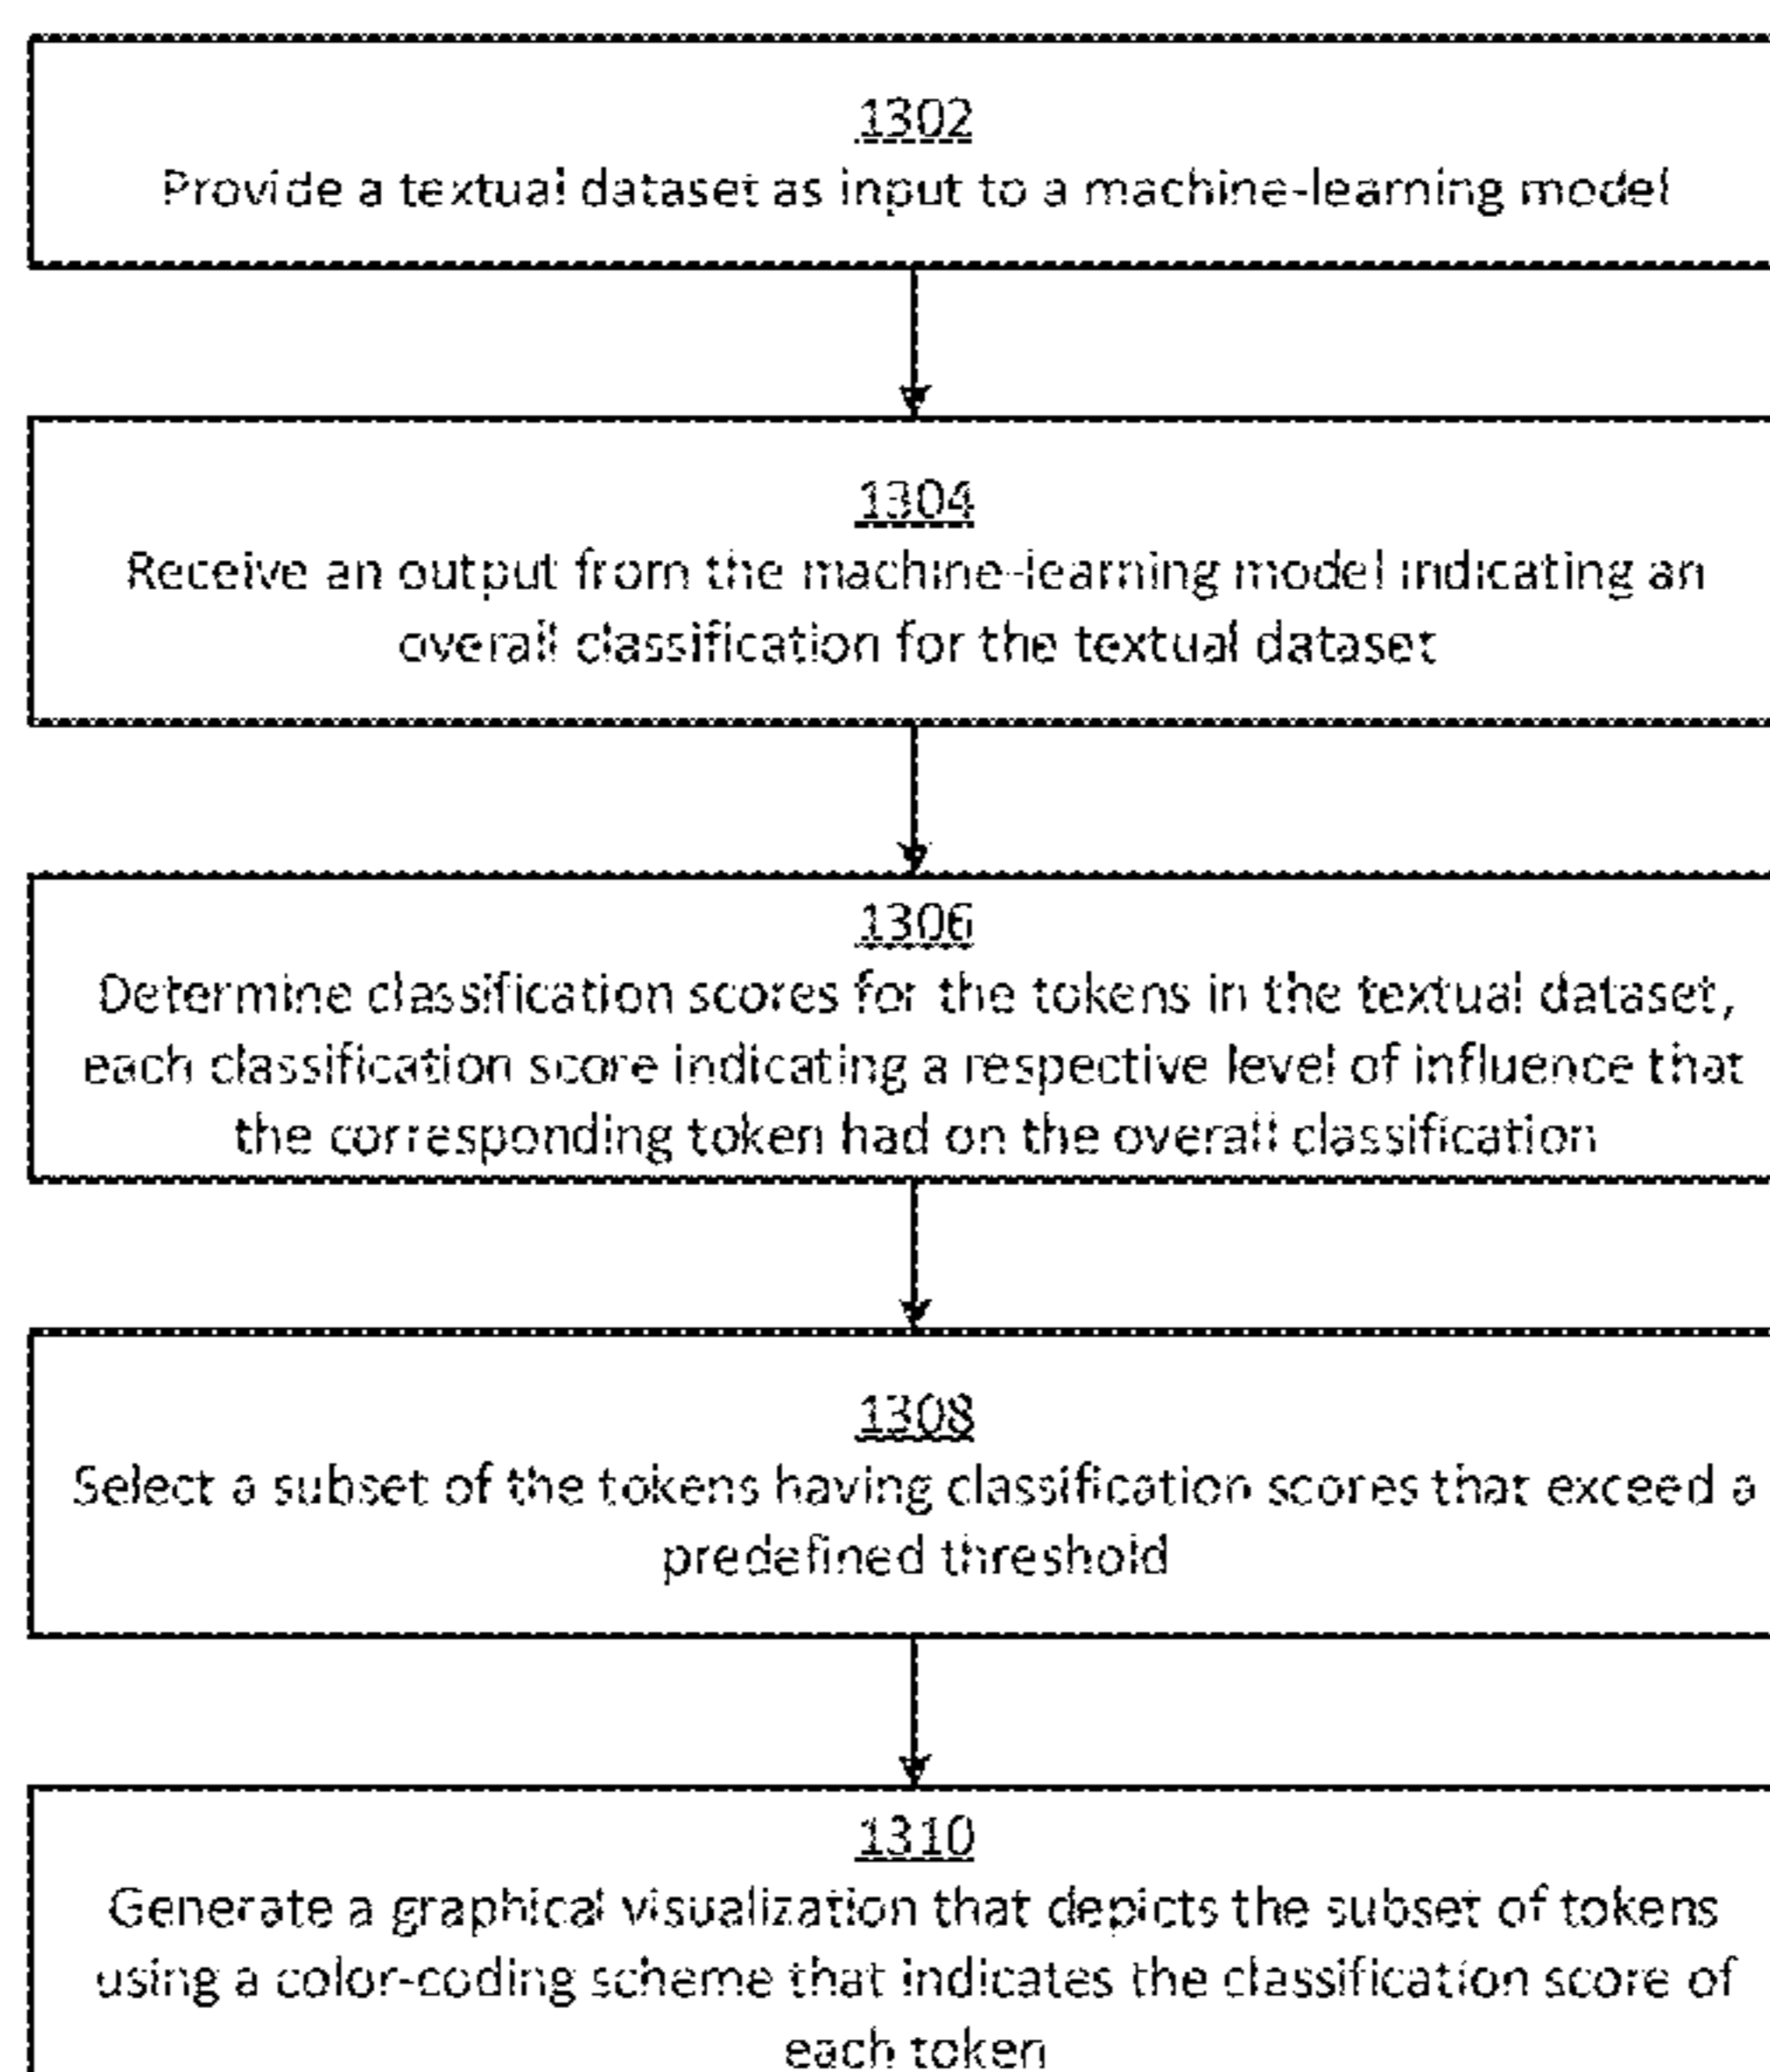 1302
Provide a textual dataset as input to a machine-learning model
1304
Receive an output from the machine-learning model indicating an
overall classification for the textual dataset
1306
Determine classification scores for the tokens in the textual dataset,
each classification score indicating a respective level of influence that
the corresponding token had on the overall classification
1308
Select a subset of the tokens having classification scores that exceed a
predefined threshold
1310
Generate a graphical visualization that depicts the subset of tokens
using a color-coding scheme that indicates the classification score of
each token